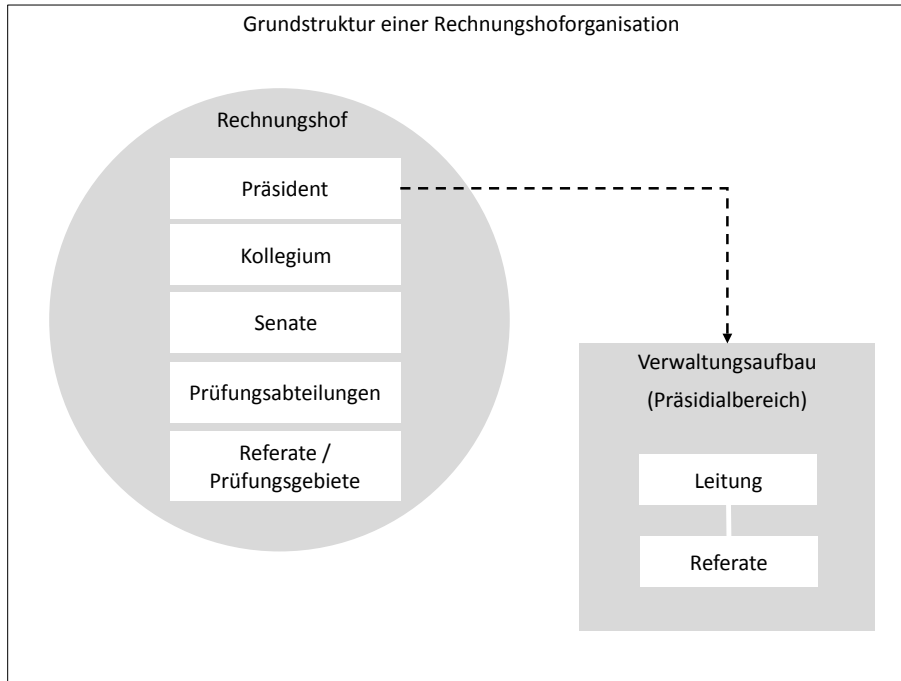 Grundstruktur einer Rechnungshoforganisation
Rechnungshof
Präsident
Kollegium
Senate
Prüfungsabteilungen
Referate /
Prüfungsgebiete
Verwaltungsaufbau
(Präsidialbereich)
Leitung
Referate